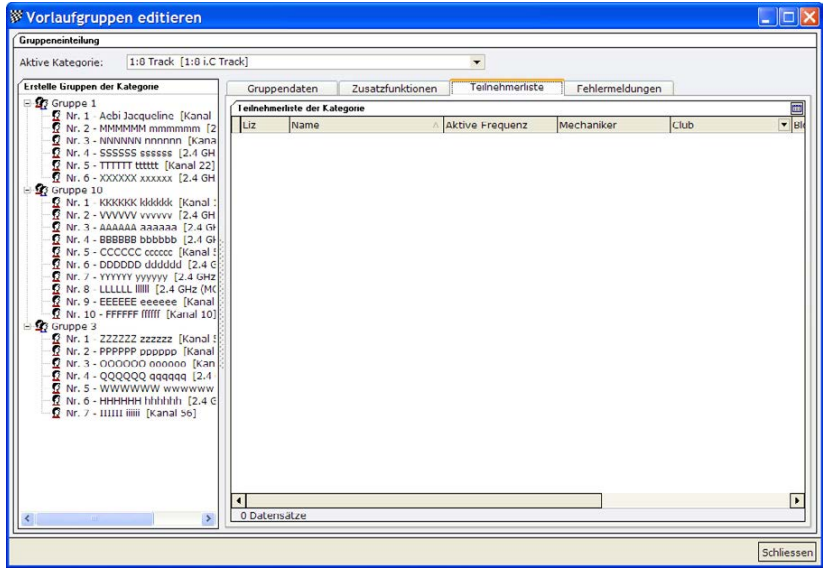 Vorlaufgruppen editieren
Gruppeneinteilung
Aktive Kategorie: 1:8 Track [1:8 i.C Track]
Erstelle Gruppen der Kategorie
Gruppe 1
Nr. 1 - Aebi Jacqueline [Kanal
Nr. 2 - MMMMMM mmmmmm [2
Nr. 3 - NNNNNN nnnnnn [Kana
Nr. 4 - SSSSSS ssssss [2.4 GH
Nr. 5 - TTTTTT tttttt [Kanal 22]
Nr. 6 - XXXXXX xxxxxx [2.4 GH
Gruppe 10
Nr. 1 - KKKKKK kkkkkk [Kanal
Nr. 2 - VVVVVV vvvvvv [2.4 GH
Nr. 3 - AAAAAA aaaaaa [2.4 GH
Nr. 4 - BBBBBB bbbbbb [2.4 GH
Nr. 5 - CCCCCC cccccc [Kanal
Nr. 6 - DDDDDD dddddd [2.4 G
Nr. 7 - YYYYYY yyyyyy [2.4 GHz
Nr. 8 - LLLLLL llllll [2.4 GHz (MC
Nr. 9 - EEEEEE eeeeee [Kanal
Nr. 10 - FFFFFF ffffff [Kanal 10]
Gruppe 3
Nr. 1 - ZZZZZZ zzzzzz [Kanal
Nr. 2 - PPPPPP pppppp [Kanal
Nr. 3 - OOOOOO oooooo [Kan
Nr. 4 - QQQQQQ qqqqqq [2.4
Nr. 5 - WWWWWW wwwwww
Nr. 6 - HHHHHH hhhhhh [2.4 G
Nr. 7 - IIIIII iiiiii [Kanal 56]
Gruppendaten Zusatzfunktionen Teilnehmerliste Fehlermeldungen
Teilnehmerliste der Kategorie
Liz Name Aktive Frequenz Mechaniker Club
0 Datensätze
Schliessen